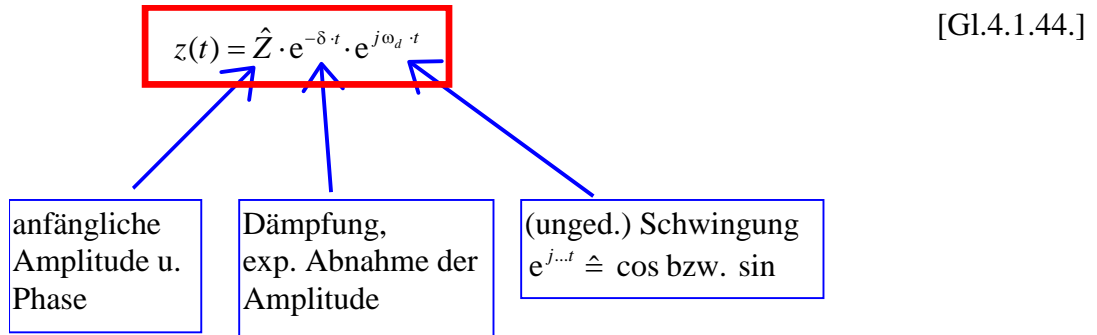 z(t) = Ẑ · e^{−δ·t} · e^{jω_d·t}
[Gl.4.1.44.]
anfängliche
Amplitude u.
Phase
Dämpfung,
exp. Abnahme der
Amplitude
(unged.) Schwingung
e^{j...t} ≙ cos bzw. sin